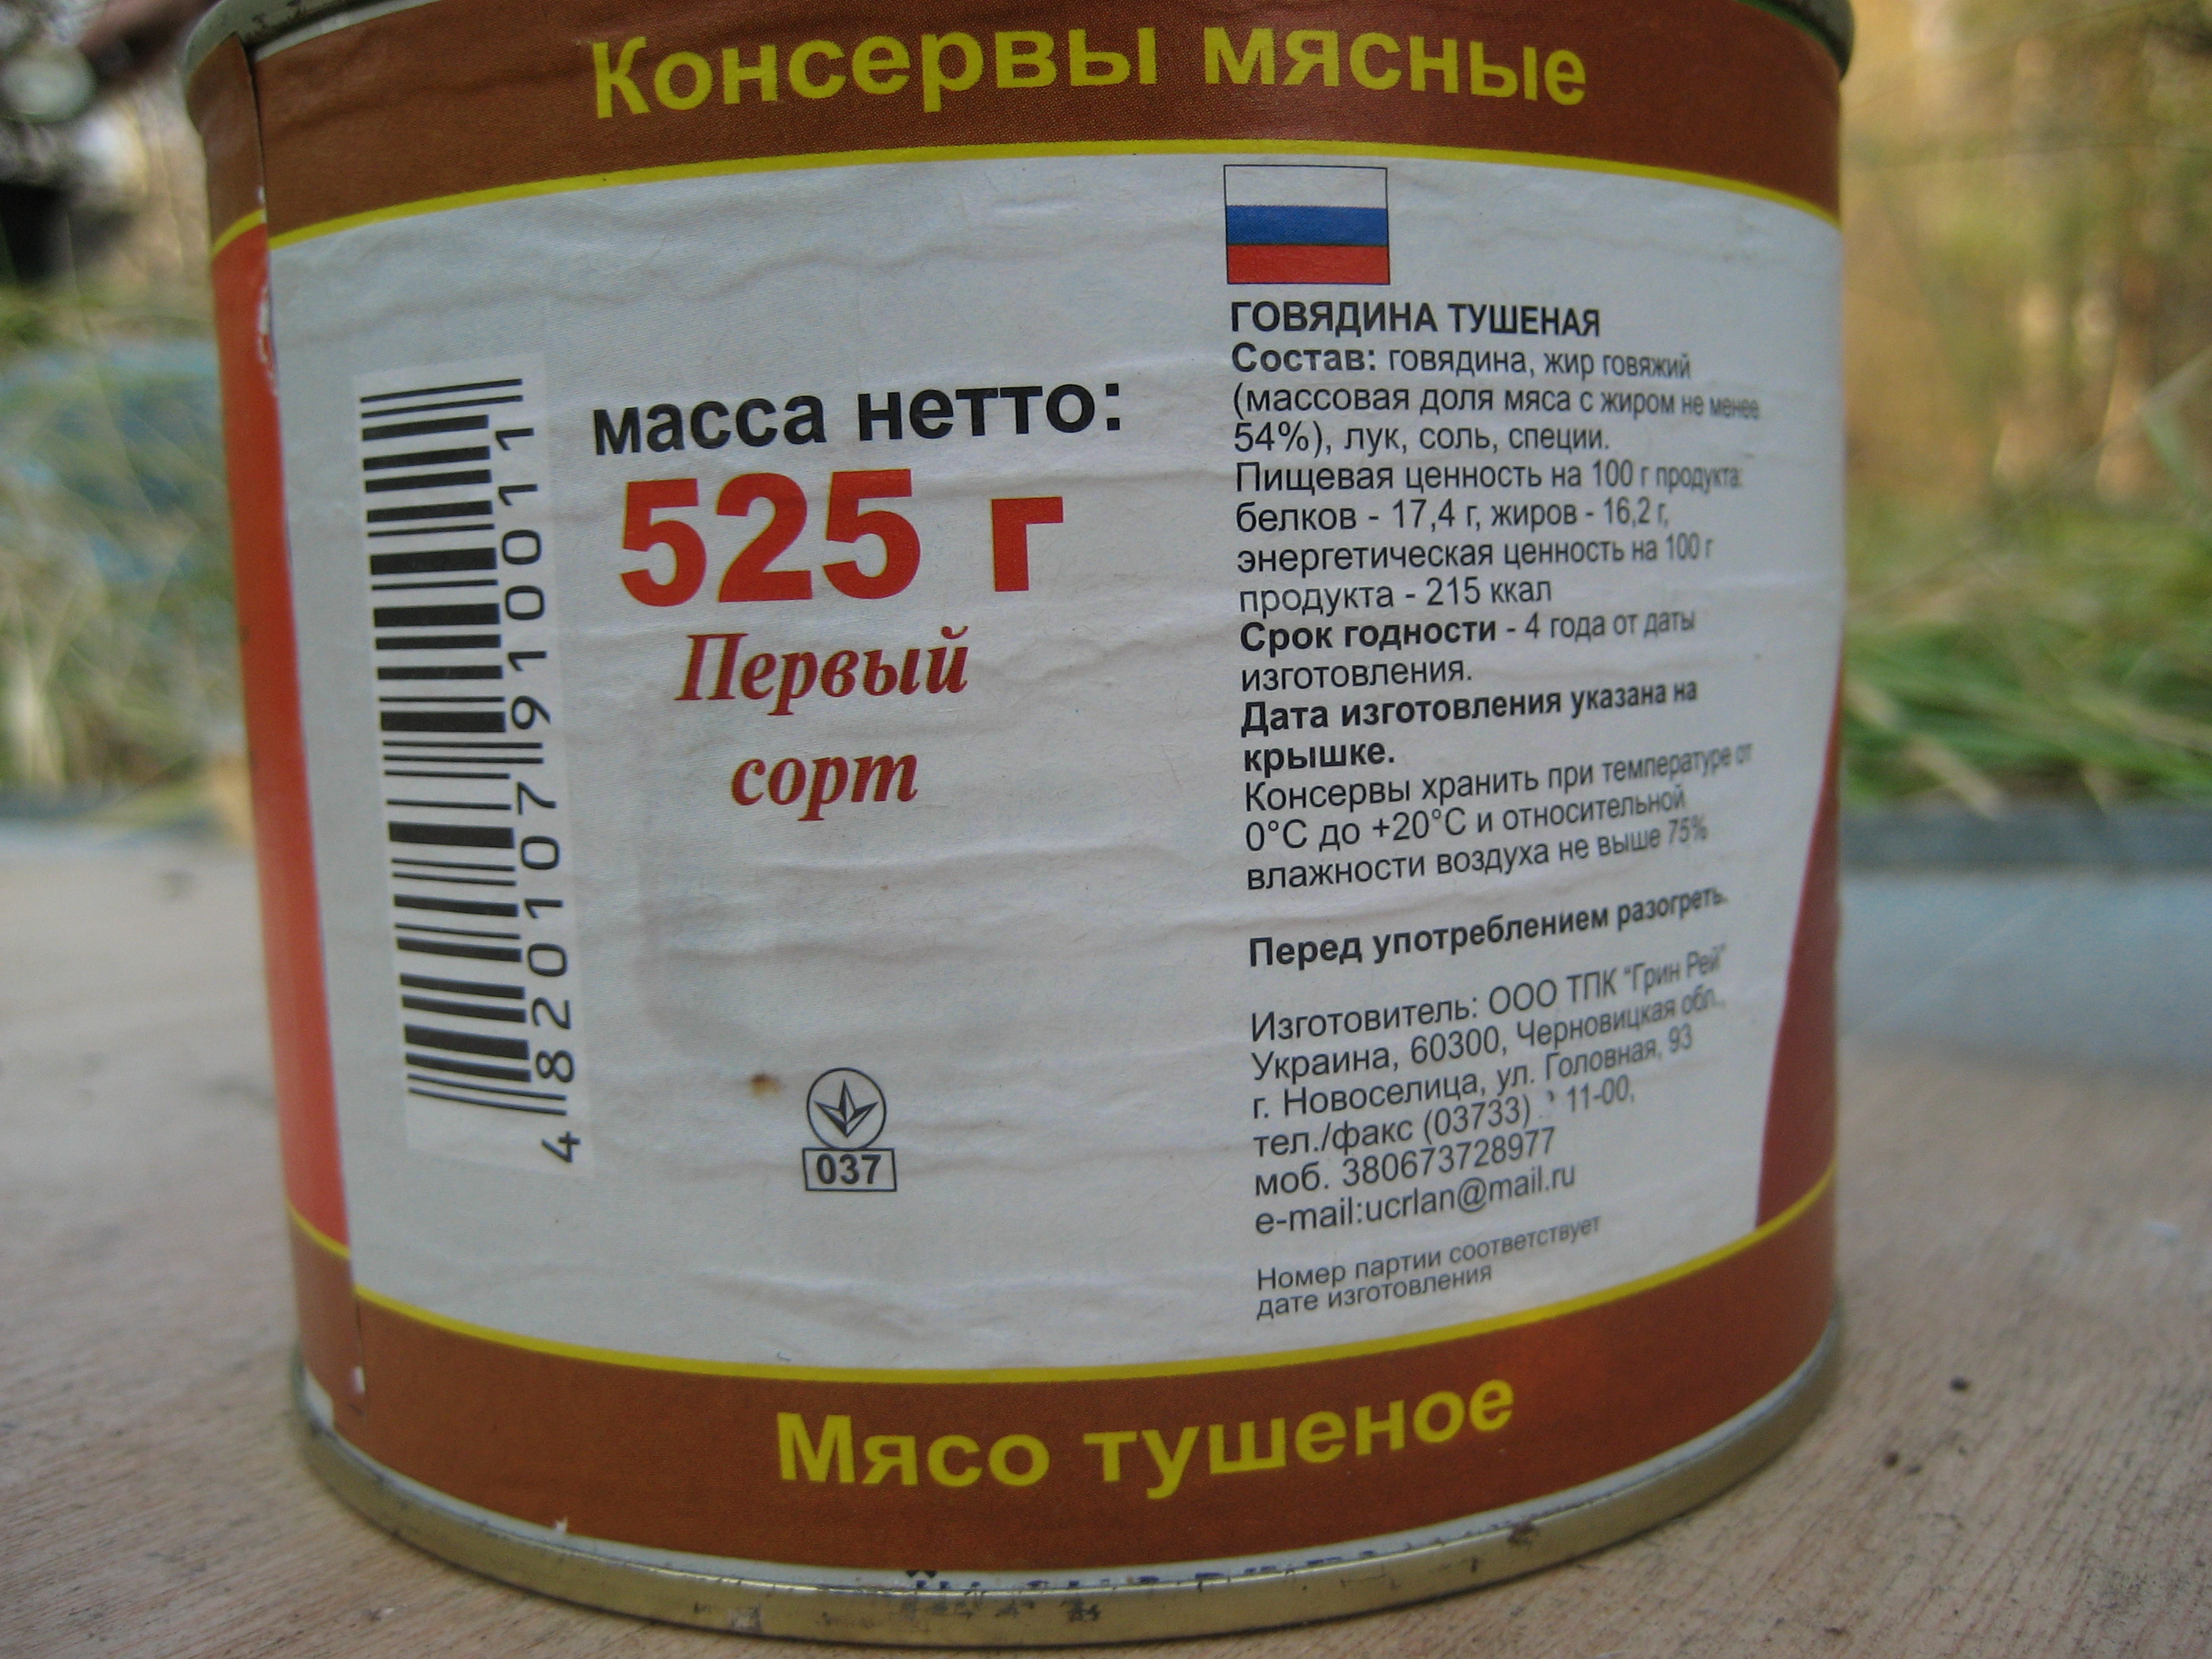 Консервы мясные
4 820107 910011
масса нетто:
525 г
Первый
сорт
037
ГОВЯДИНА ТУШЕНАЯ
Состав: говядина, жир говяжий
(массовая доля мяса с жиром не менее
54%), лук, соль, специи.
Пищевая ценность на 100 г продукта:
белков - 17,4 г, жиров - 16,2 г,
энергетическая ценность на 100 г
продукта - 215 ккал
Срок годности - 4 года от даты
изготовления.
Дата изготовления указана на
крышке.
Консервы хранить при температуре от
0°С до +20°С и относительной
влажности воздуха не выше 75%
Перед употреблением разогреть.
Изготовитель: ООО ТПК "Грин Рей"
Украина, 60300, Черновицкая обл.,
г. Новоселица, ул. Головная, 93
тел./факс (03733) 11-00,
моб. 380673728977
e-mail:ucrlan@mail.ru
Номер партии соответствует
дате изготовления
Мясо тушеное